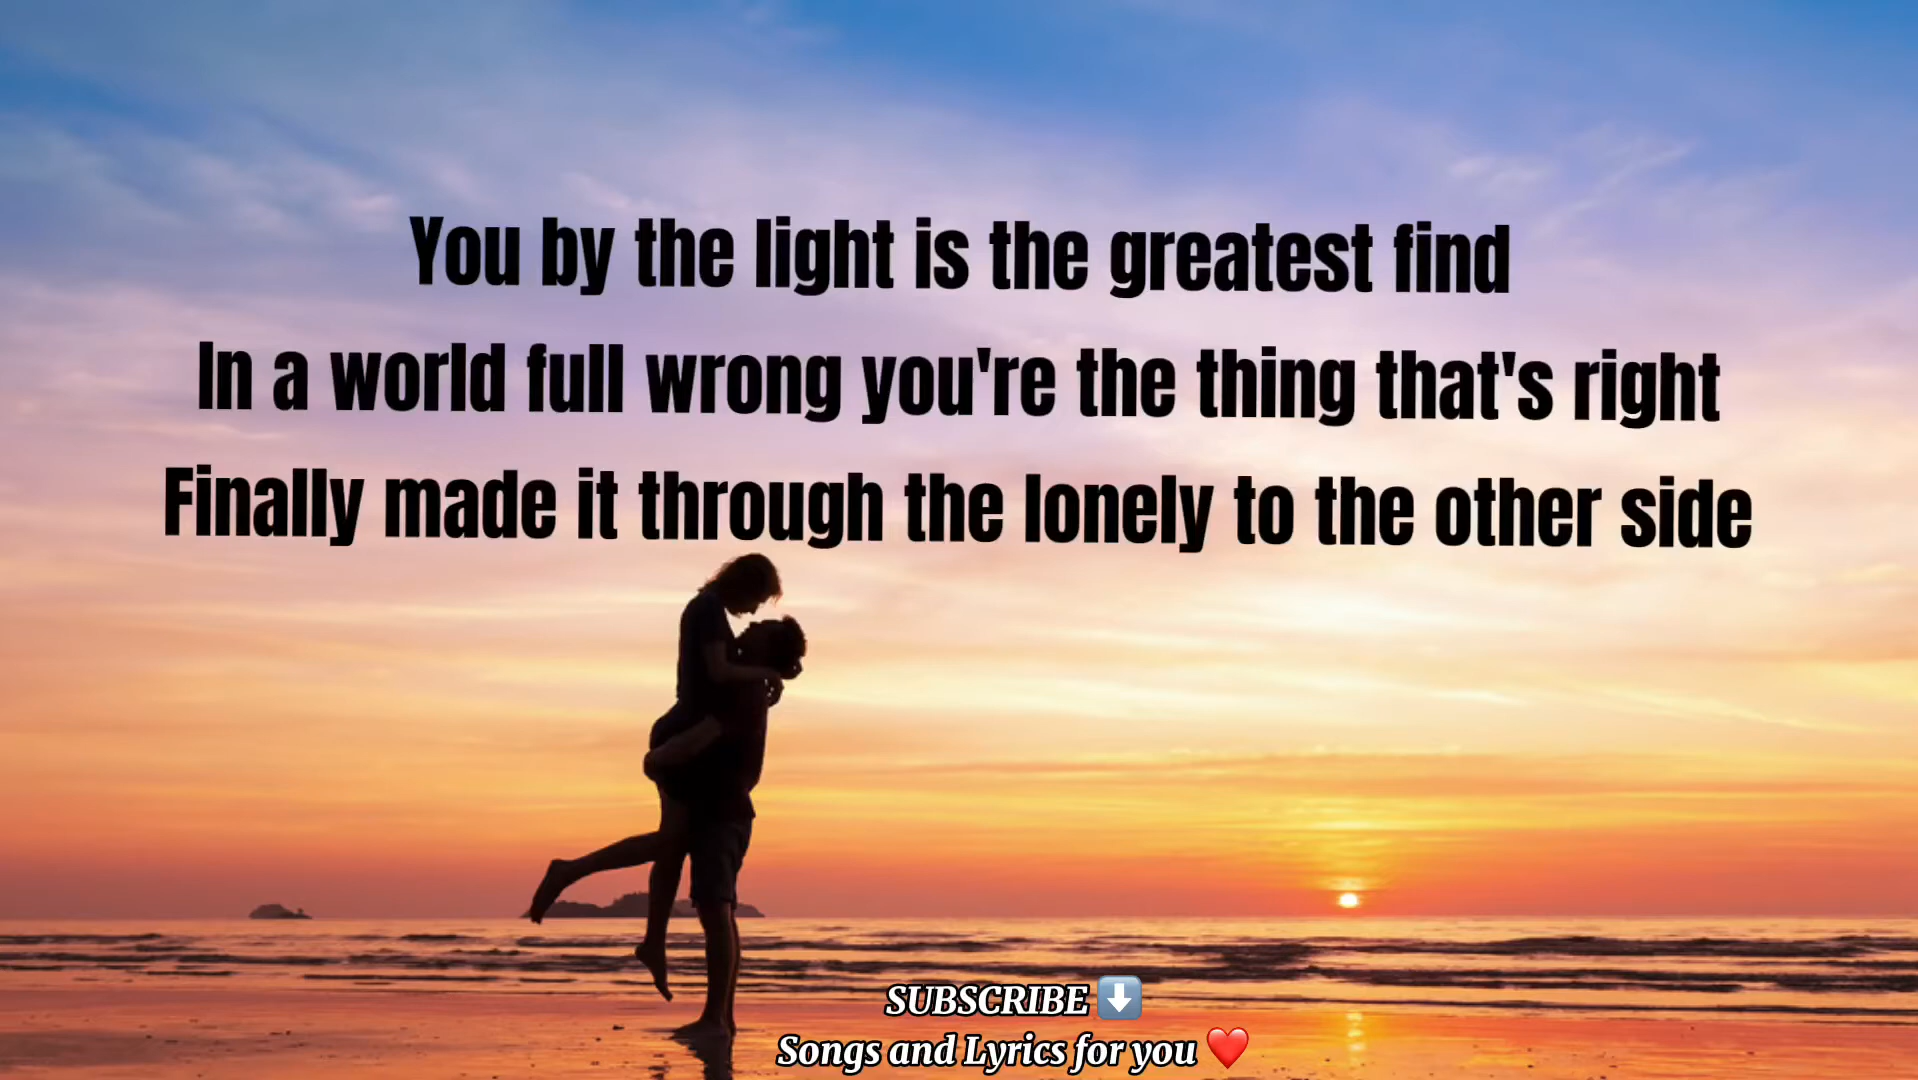 You by the light is the greatest find
In a world full wrong you're the thing that's right
Finally made it through the lonely to the other side
SUBSCRIBE ⬇️
Songs and Lyrics for you ❤️